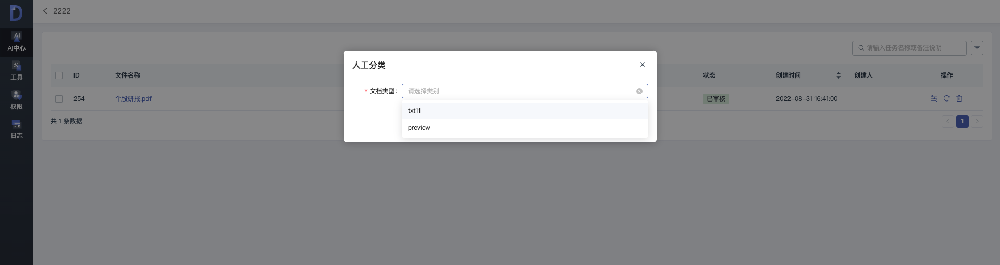 2222
AI
AI中心
工具
权限
日志
请输入任务名称或备注说明
ID 文件名称 状态 创建时间 创建人 操作
254 个股研报.pdf 已审核 2022-08-31 16:41:00
共 1 条数据
1
人工分类
* 文档类型: 请选择类别
txt11
preview